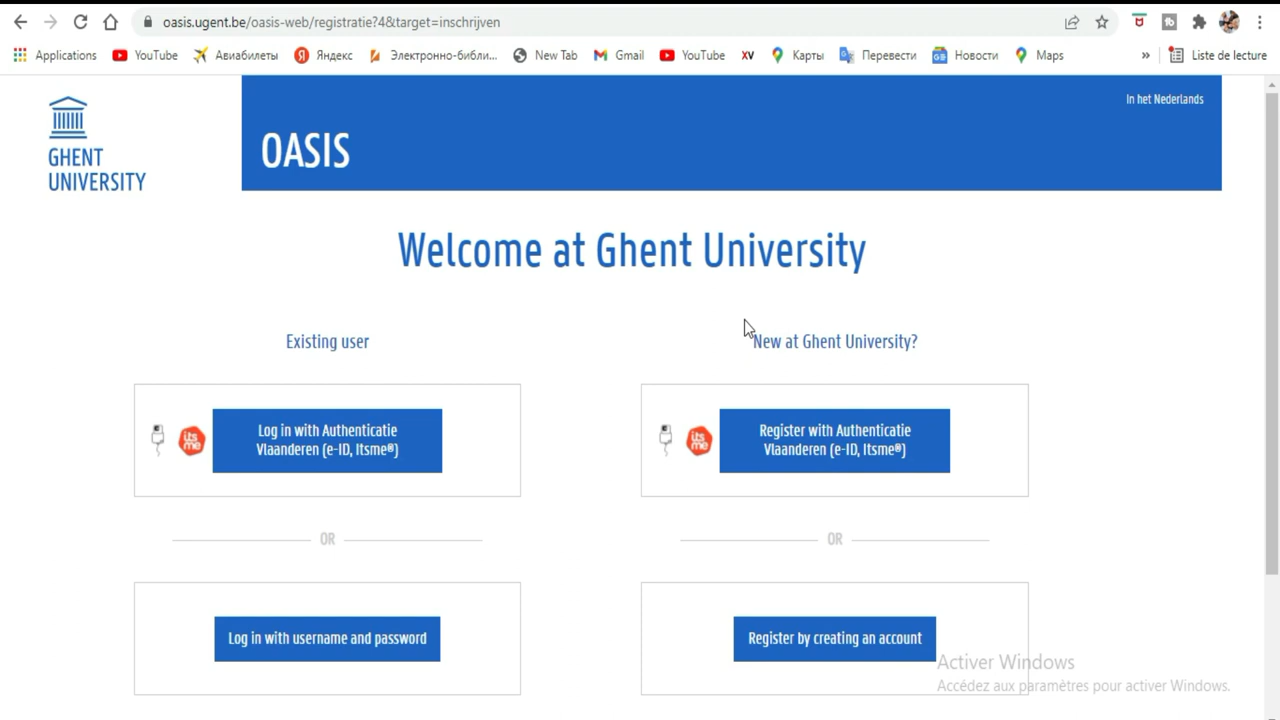 oasis.ugent.be/oasis-web/registratie?4&target=inschrijven
Applications YouTube Авиабилеты Яндекс Электронно-библи... New Tab Gmail YouTube XV Карты Перевести Новости Maps » Liste de lecture
In het Nederlands
GHENT
UNIVERSITY
OASIS
Welcome at Ghent University
Existing user
New at Ghent University?
its
me
Log in with Authenticatie
Vlaanderen (e-ID, Itsme®)
its
me
Register with Authenticatie
Vlaanderen (e-ID, Itsme®)
OR
OR
Log in with username and password
Register by creating an account
Activer Windows
Accédez aux paramètres pour activer Windows.